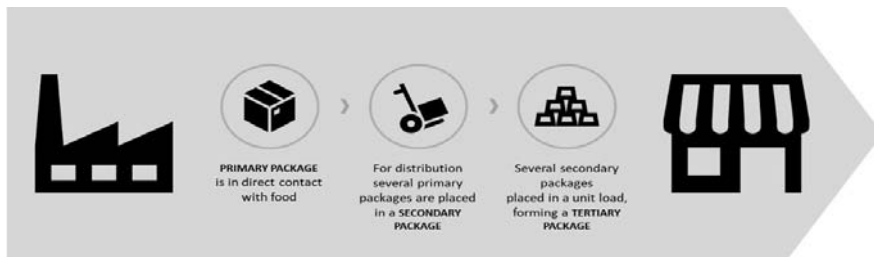 PRIMARY PACKAGE
is in direct contact
with food
For distribution
several primary
packages are placed
in a SECONDARY
PACKAGE
Several secondary
packages
placed in a unit load,
forming a TERTIARY
PACKAGE